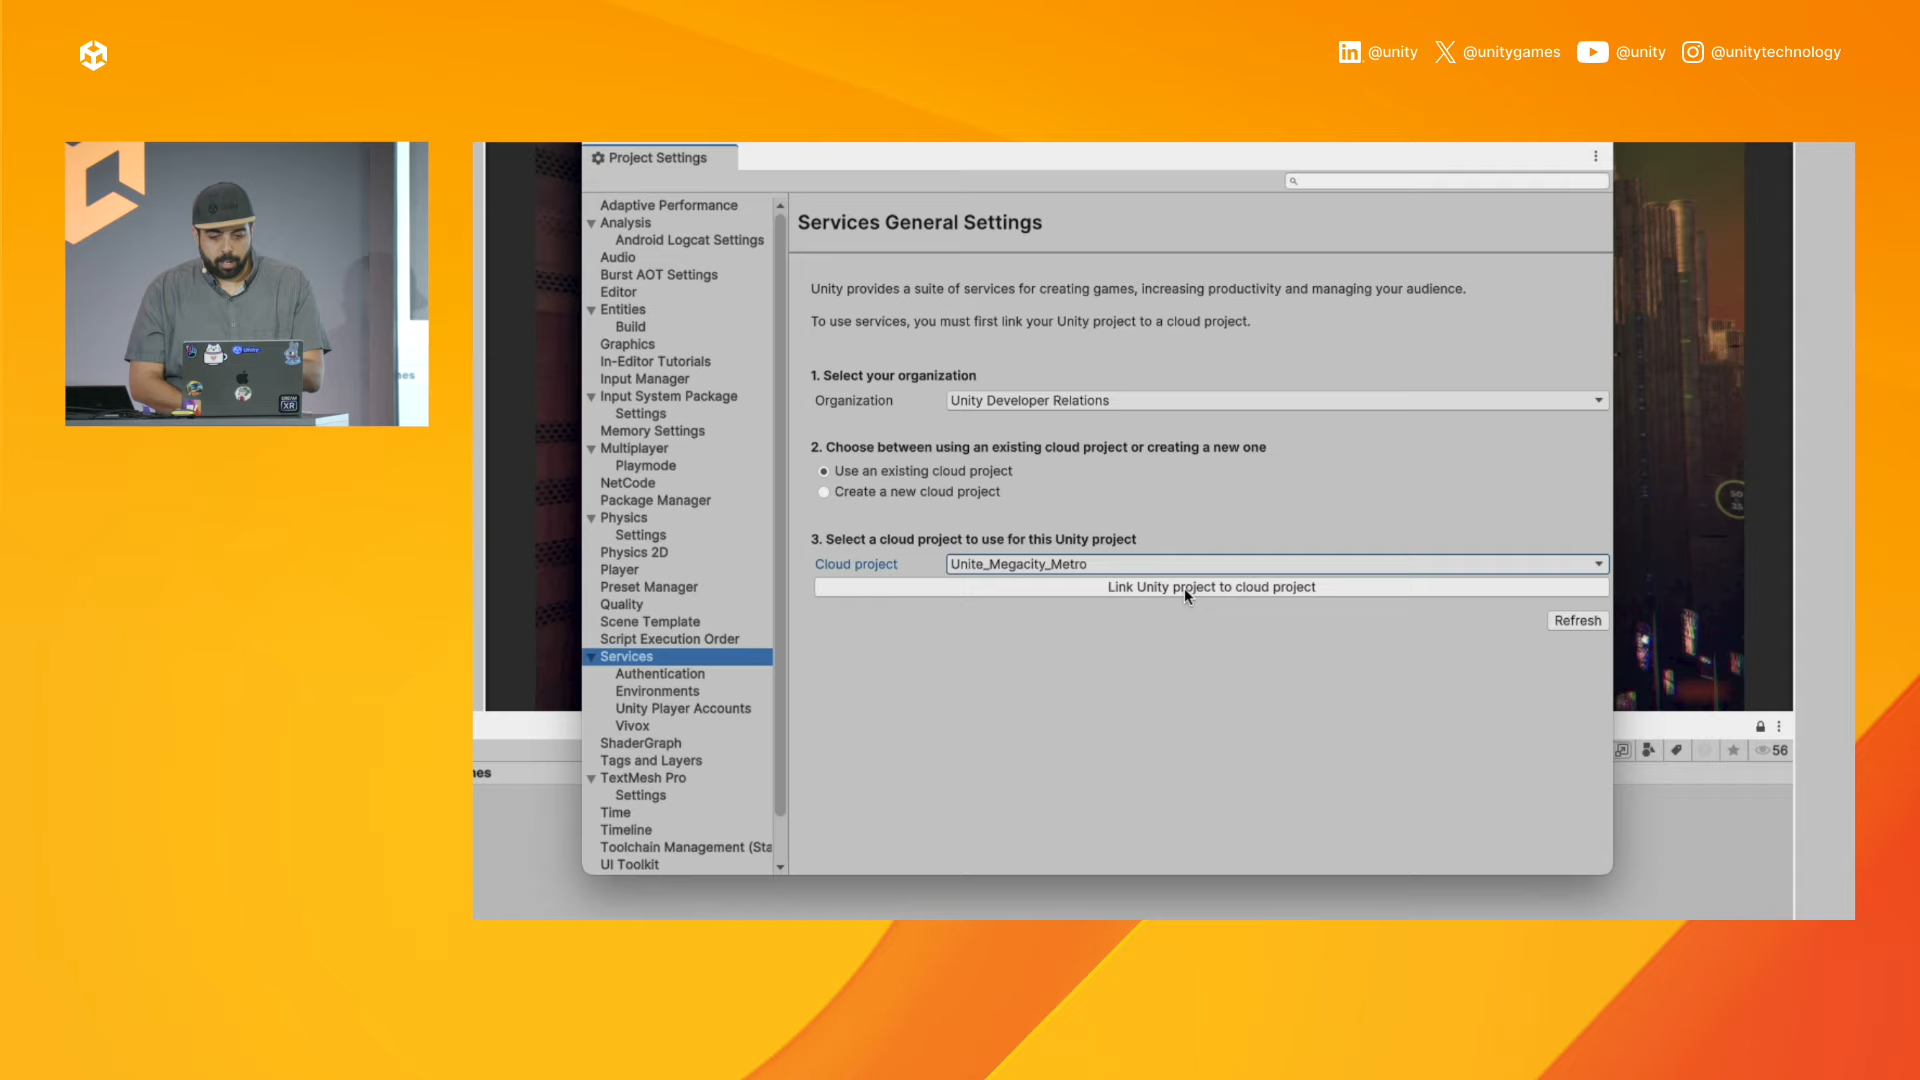 @unity
@unitygames
@unity
@unitytechnology
Project Settings
Adaptive Performance
Analysis
Android Logcat Settings
Audio
Burst AOT Settings
Editor
Entities
Build
Graphics
In-Editor Tutorials
Input Manager
Input System Package
Settings
Memory Settings
Multiplayer
Playmode
NetCode
Package Manager
Physics
Settings
Physics 2D
Player
Preset Manager
Quality
Scene Template
Script Execution Order
Services
Authentication
Environments
Unity Player Accounts
Vivox
ShaderGraph
Tags and Layers
TextMesh Pro
Settings
Time
Timeline
Toolchain Management (Sta
UI Toolkit
Services General Settings
Unity provides a suite of services for creating games, increasing productivity and managing your audience.
To use services, you must first link your Unity project to a cloud project.
1. Select your organization
Organization Unity Developer Relations
2. Choose between using an existing cloud project or creating a new one
Use an existing cloud project
Create a new cloud project
3. Select a cloud project to use for this Unity project
Cloud project Unite_Megacity_Metro
Link Unity project to cloud project
Refresh
56
nes
Unity
XR